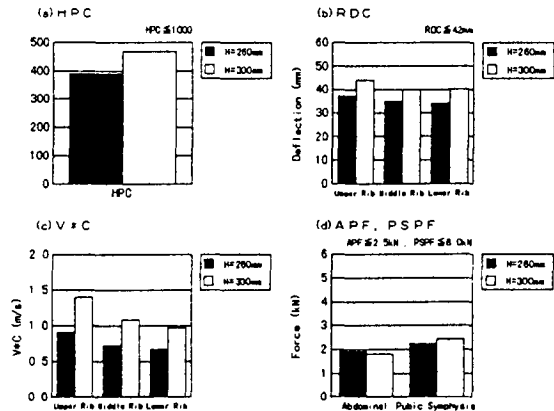 (a) HPC
HPC≦1000
500
400
300
200
100
0
HPC
H=260mm
H=300mm
(b) RDC
RDC≦42mm
60
50
40
30
20
10
0
Deflection (mm)
Upper Rib Middle Rib Lower Rib
H=260mm
H=300mm
(c) V*C
2.0
1.5
1.0
0.5
0
V*C (m/s)
Upper Rib Middle Rib Lower Rib
H=260mm
H=300mm
(d) APF, PSPF
APF≦2.5kN, PSPF≦6.0kN
6
5
4
3
2
1
0
Force (kN)
Abdominal Pubic Symphysis
H=260mm
H=300mm